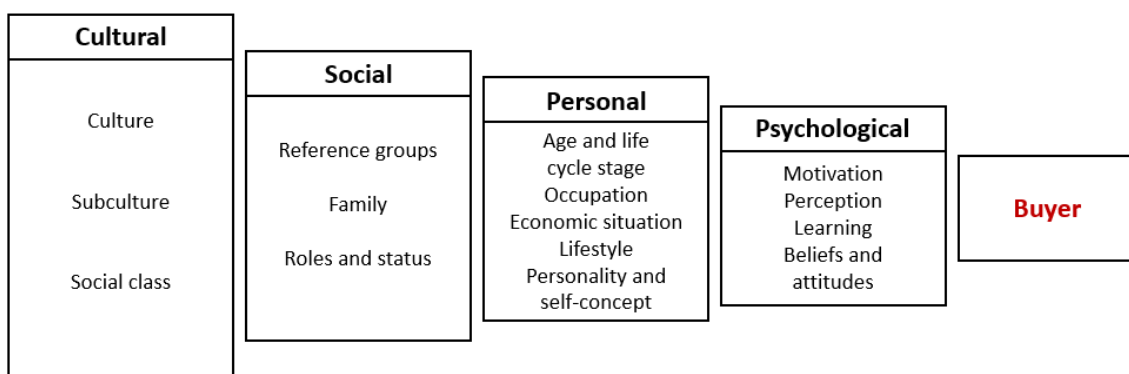 Cultural
Culture
Subculture
Social class
Social
Reference groups
Family
Roles and status
Personal
Age and life
cycle stage
Occupation
Economic situation
Lifestyle
Personality and
self-concept
Psychological
Motivation
Perception
Learning
Beliefs and
attitudes
Buyer